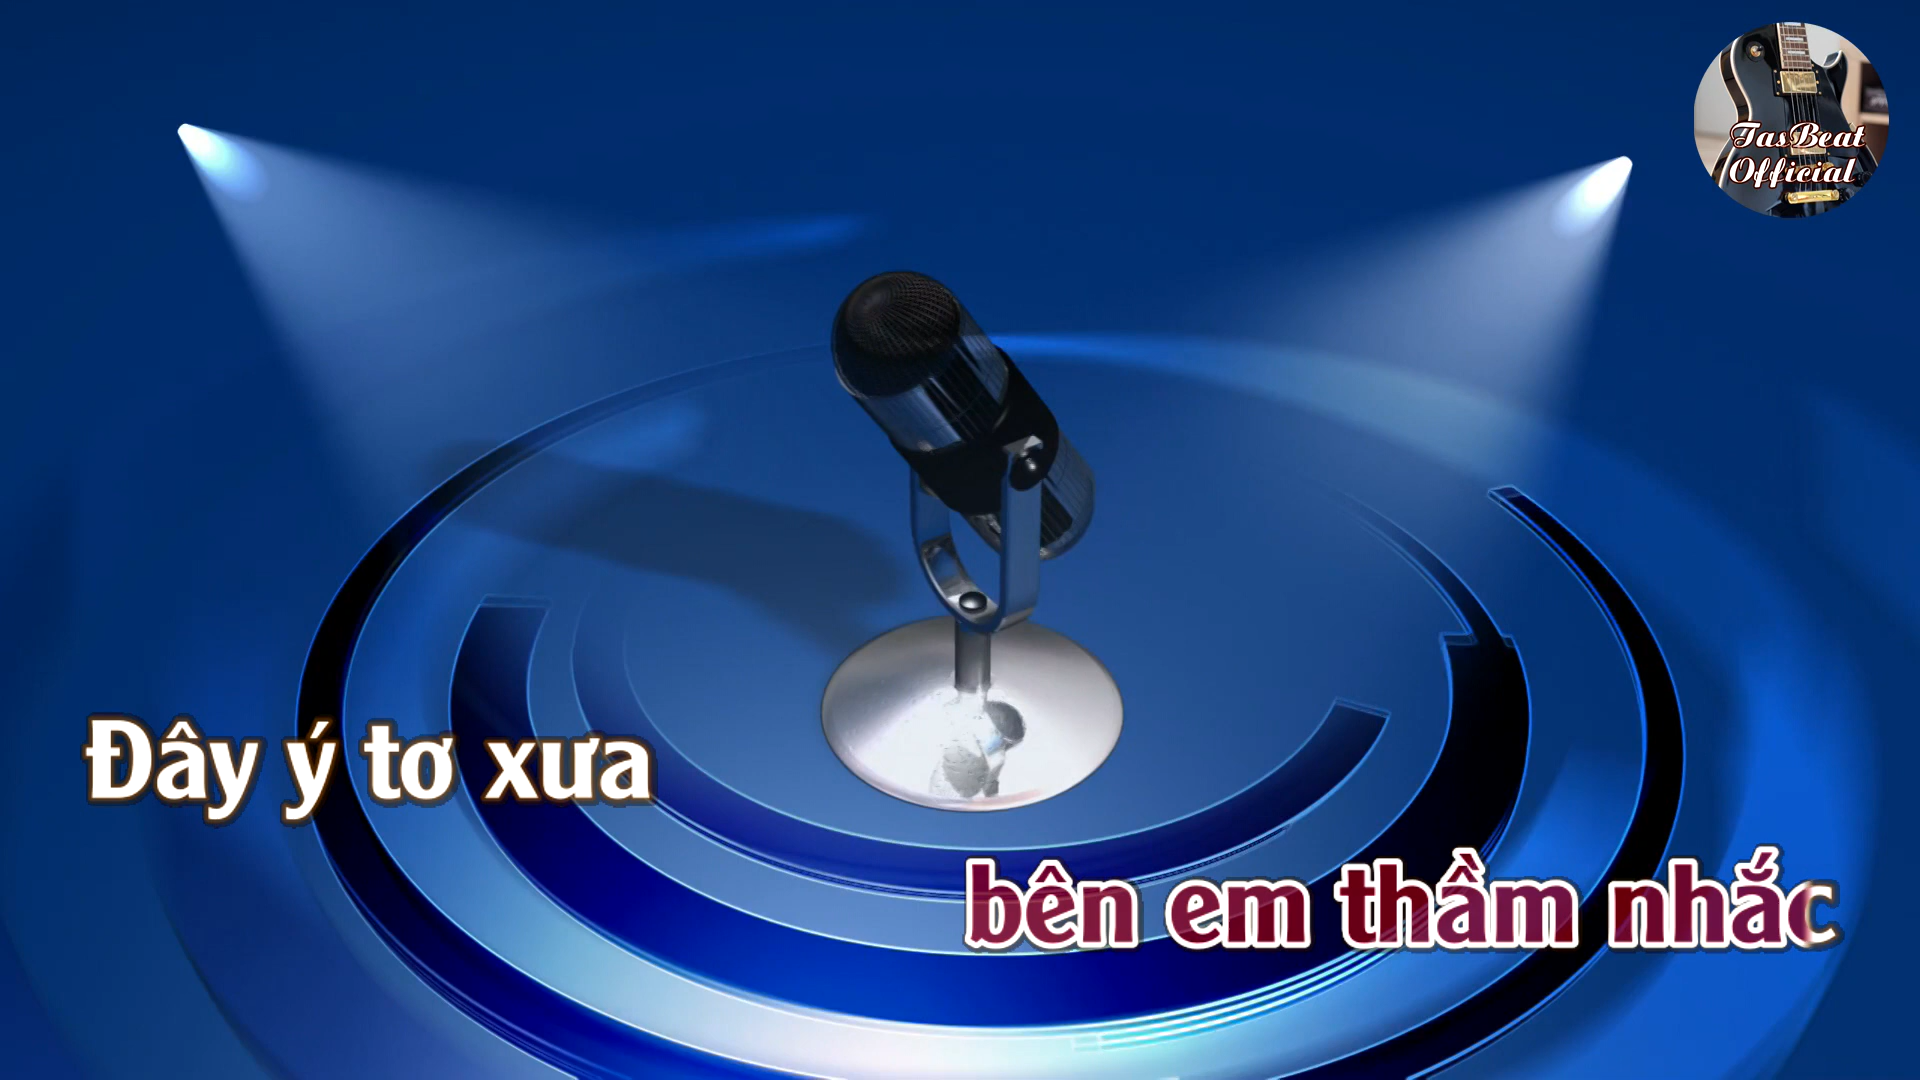 TasBeat
Official
Đây ý tơ xưa
bên em thầm nhắc